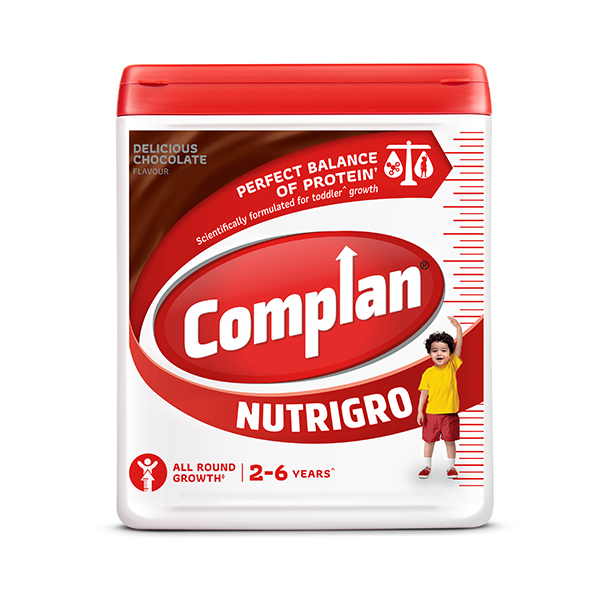 DELICIOUS
CHOCOLATE
FLAVOUR
PERFECT BALANCE
OF PROTEIN†
Scientifically formulated for toddler^ growth
Complan®
NUTRIGRO
ALL ROUND
GROWTH‡
2-6 YEARS^